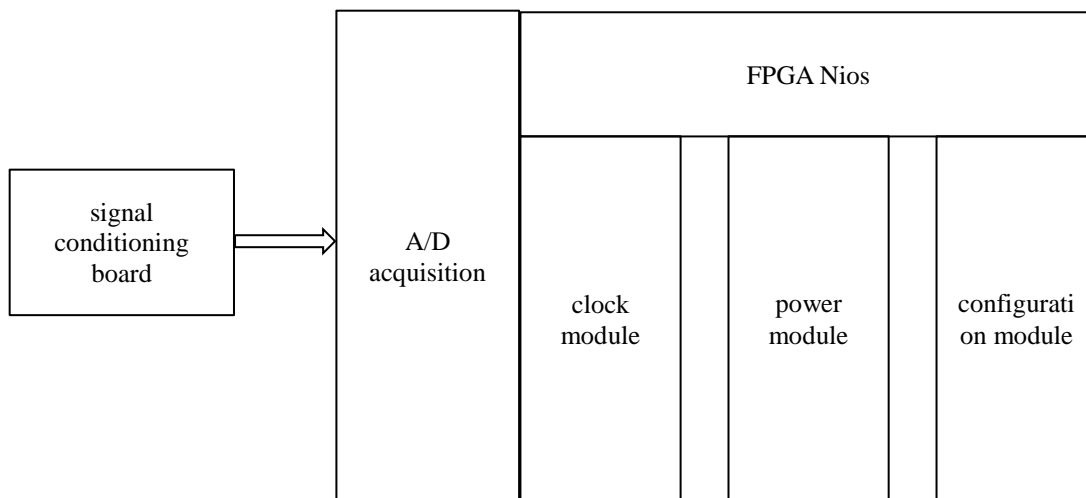 FPGA Nios
signal
conditioning
board
A/D
acquisition
clock
module
power
module
configurati
on module